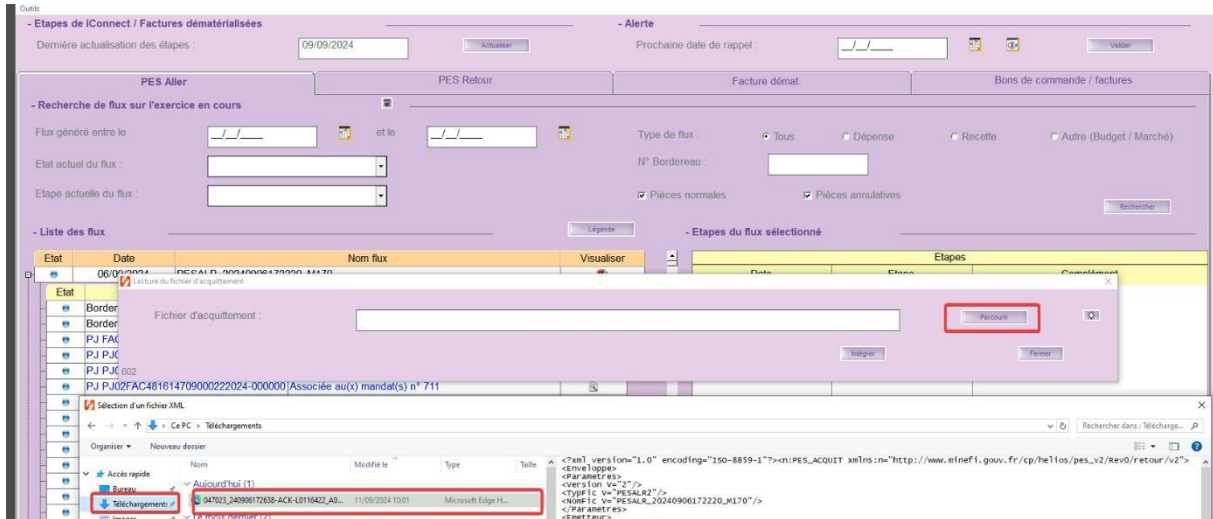 Outils
- Etapes de iConnect / Factures dématérialisées
- Alerte
Dernière actualisation des étapes :
09/09/2024
Actualiser
Prochaine date de rappel :
_/_/___
Valider
PES Aller
PES Retour
Facture démat.
Bons de commande / factures
- Recherche de flux sur l'exercice en cours
Flux généré entre le
_/_/___
et le
_/_/___
Type de flux :
Tous
Dépense
Recette
Autre (Budget / Marché)
Etat actuel du flux :
N° Bordereau :
Etape actuelle du flux :
Pièces normales
Pièces annulatives
Rechercher
- Liste des flux
Légende
- Etapes du flux sélectionné
Etat Date Nom flux Visualiser
Etapes
06/09/2024 PESALR_20240906172220_M170
Date Etape Complément
Lecture du fichier d'acquittement
Etat
Border
Fichier d'acquittement :
Parcourir
Border
PJ FAC
PJ PJ0
Intégrer
Fermer
PJ PJ0
602
PJ PJ02FAC481614709000222024-000000 Associée au(x) mandat(s) n° 711
Sélection d'un fichier XML
Ce PC > Téléchargements
Rechercher dans : Télécharge...
Organiser
Nouveau dossier
Nom Modifié le Type Taille
Accès rapide
Aujourd'hui (1)
Bureau
047023_240906172638-ACK-L0116422_A0... 11/09/2024 10:01 Microsoft Edge H...
Téléchargements
Images
Le mois dernier (2)
<?xml version="1.0" encoding="ISO-8859-1"?><n:PES_ACQUIT xmlns:n="http://www.minefi.gouv.fr/cp/helios/pes_v2/Rev0/retour/v2">
<Enveloppe>
<Parametres>
<Version V="2"/>
<TypFic V="PESALR2"/>
<NomFic V="PESALR_20240906172220_M170"/>
</Parametres>
<Emetteur>